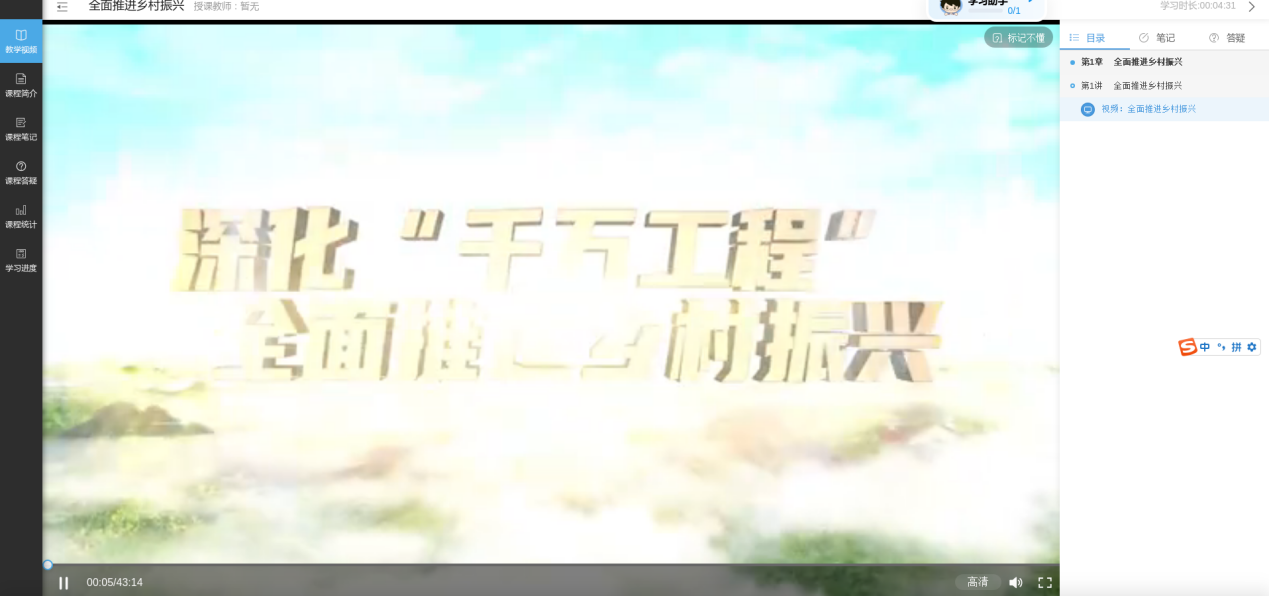 全面推进乡村振兴 授课教师：暂无
学习助手
0/1
学习时长:00:04:31
教学视频
课程简介
课程笔记
课程答疑
课程统计
学习进度
标记不懂
目录 笔记 答疑
第1章 全面推进乡村振兴
第1讲 全面推进乡村振兴
视频：全面推进乡村振兴
深化“千万工程”
全面推进乡村振兴
中 °, 拼
00:05/43:14
高清